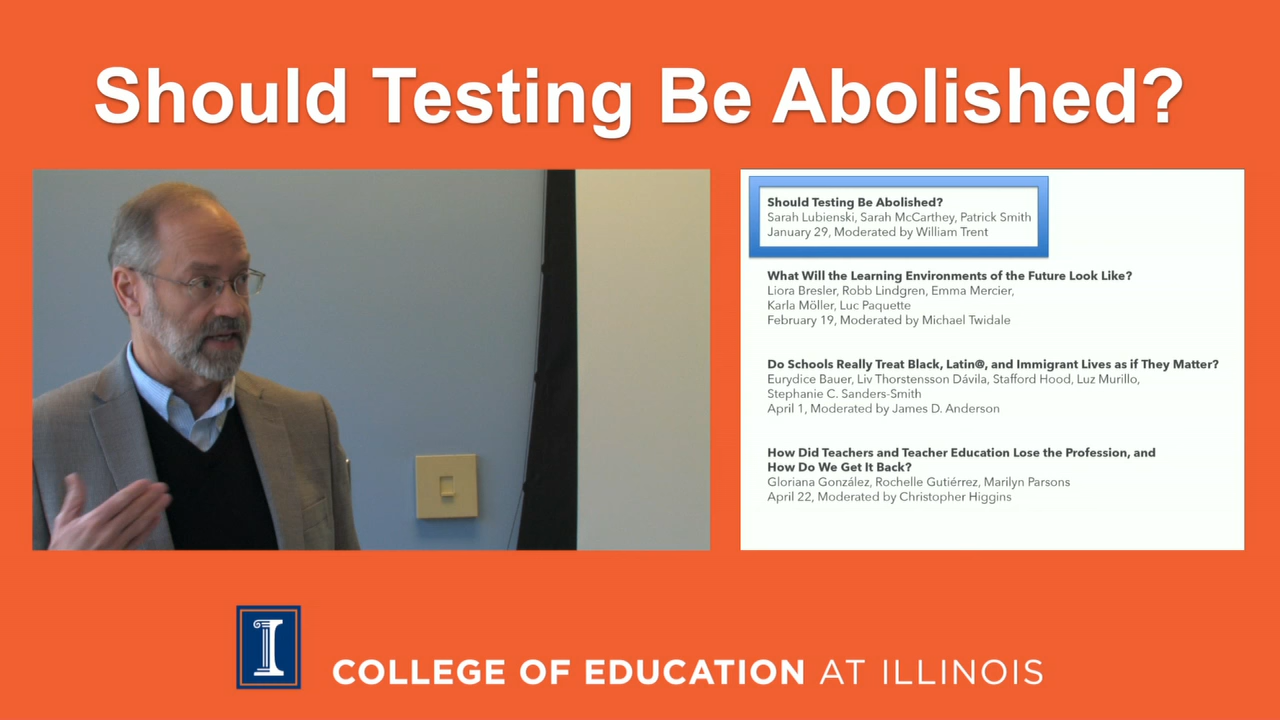 Should Testing Be Abolished?
Should Testing Be Abolished?
Sarah Lubienski, Sarah McCarthey, Patrick Smith
January 29, Moderated by William Trent
What Will the Learning Environments of the Future Look Like?
Liora Bresler, Robb Lindgren, Emma Mercier,
Karla Möller, Luc Paquette
February 19, Moderated by Michael Twidale
Do Schools Really Treat Black, Latin@, and Immigrant Lives as if They Matter?
Eurydice Bauer, Liv Thorstensson Dávila, Stafford Hood, Luz Murillo,
Stephanie C. Sanders-Smith
April 1, Moderated by James D. Anderson
How Did Teachers and Teacher Education Lose the Profession, and
How Do We Get It Back?
Gloriana González, Rochelle Gutiérrez, Marilyn Parsons
April 22, Moderated by Christopher Higgins
I
COLLEGE OF EDUCATION AT ILLINOIS